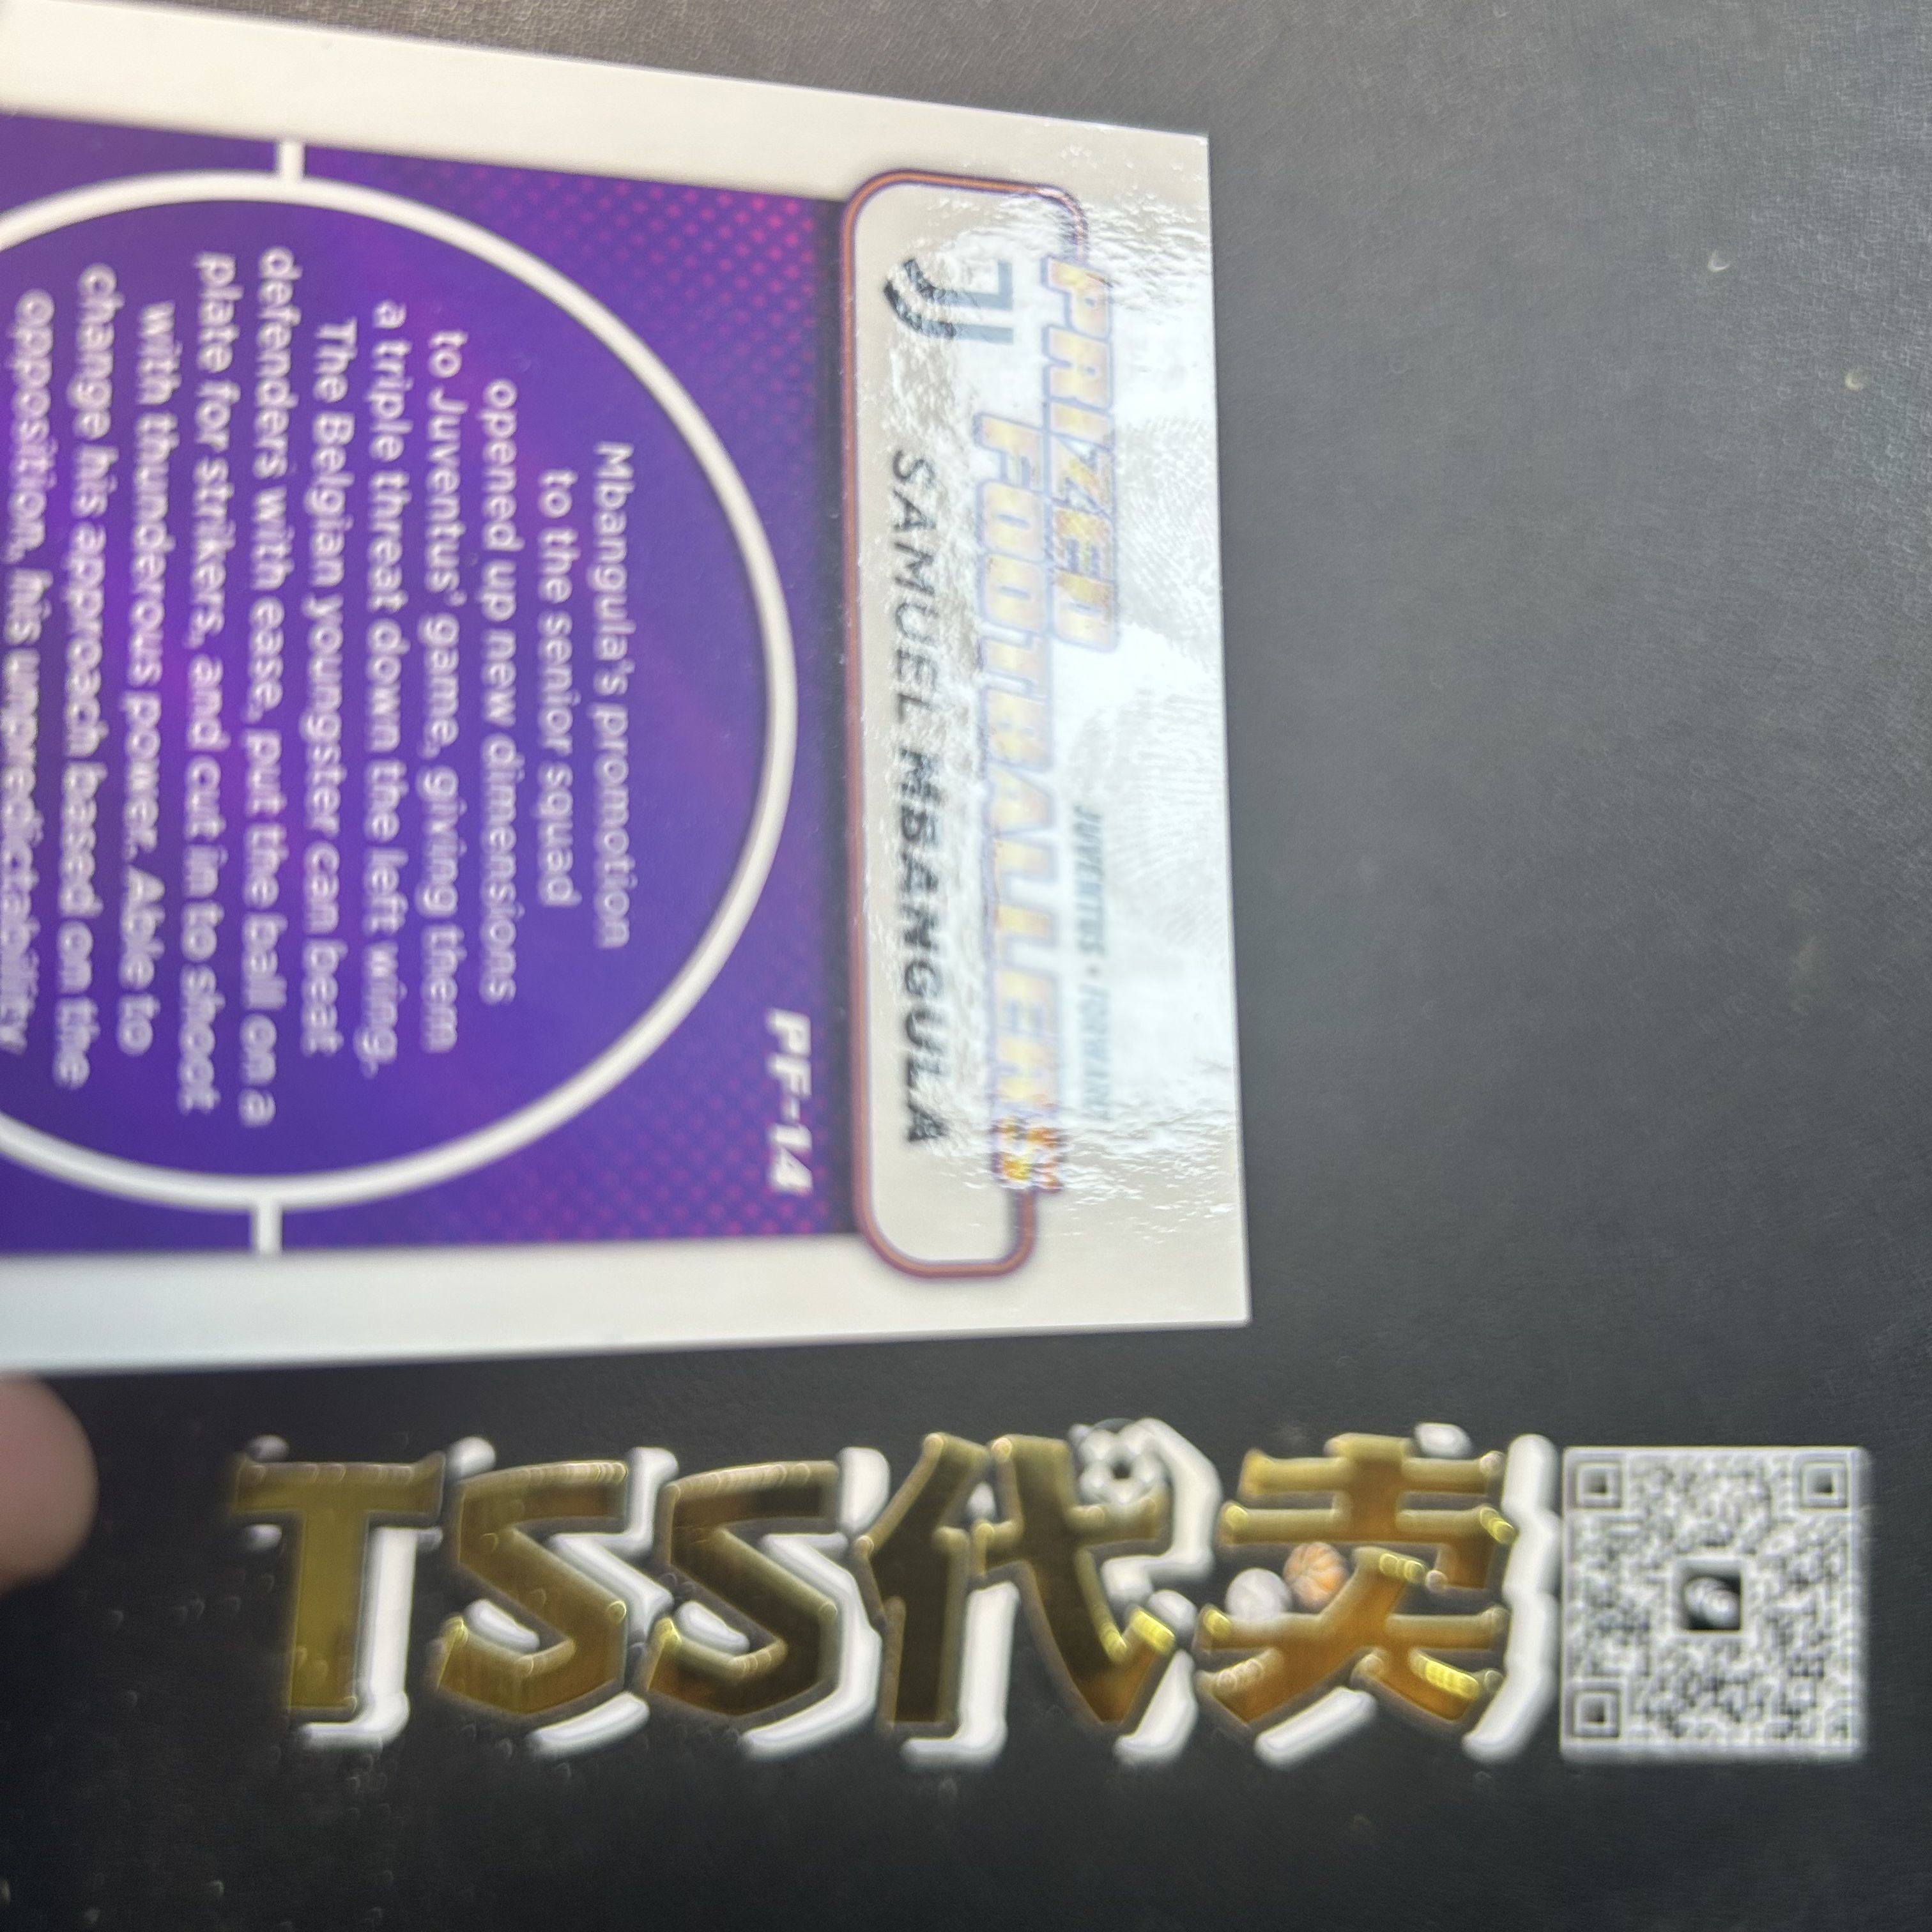 PRIZED
FOOTBALLERS
JUVENTUS • FORWARD
SAMUEL MBANGULA
PF-14
Mbangula's promotion
to the senior squad
opened up new dimensions
to Juventus' game, giving them
a triple threat down the left wing.
The Belgian youngster can beat
defenders with ease, put the ball on a
plate for strikers, and cut in to shoot
with thunderous power. Able to
change his approach based on the
opposition, his unpredictability
TSS代卖